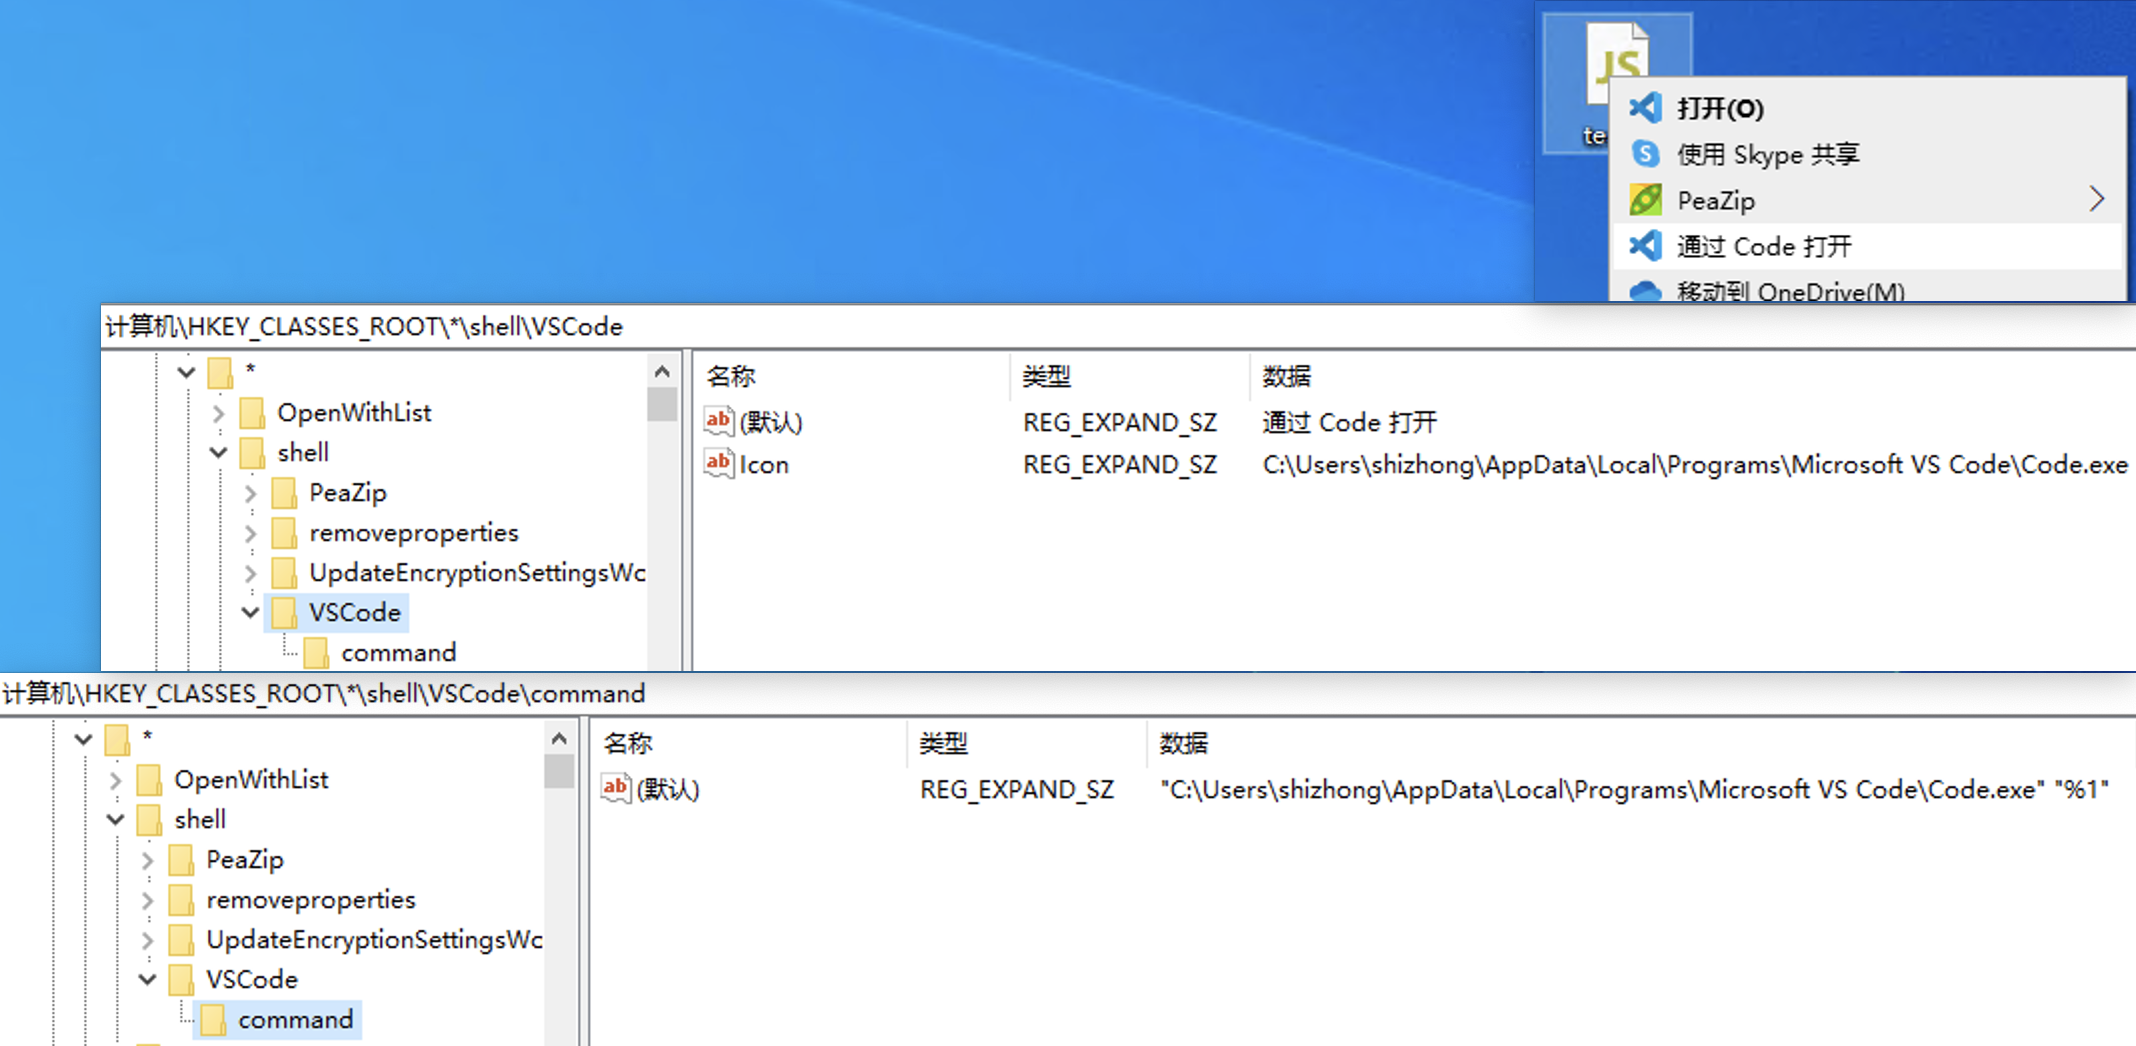 JS
te
打开(O)
使用 Skype 共享
PeaZip
通过 Code 打开
移动到 OneDrive(M)
计算机\HKEY_CLASSES_ROOT\*\shell\VSCode
*
OpenWithList
shell
PeaZip
removeproperties
UpdateEncryptionSettingsWo
VSCode
command
名称 类型 数据
ab (默认) REG_EXPAND_SZ 通过 Code 打开
ab Icon REG_EXPAND_SZ C:\Users\shizhong\AppData\Local\Programs\Microsoft VS Code\Code.exe
计算机\HKEY_CLASSES_ROOT\*\shell\VSCode\command
*
OpenWithList
shell
PeaZip
removeproperties
UpdateEncryptionSettingsWo
VSCode
command
名称 类型 数据
ab (默认) REG_EXPAND_SZ "C:\Users\shizhong\AppData\Local\Programs\Microsoft VS Code\Code.exe" "%1"